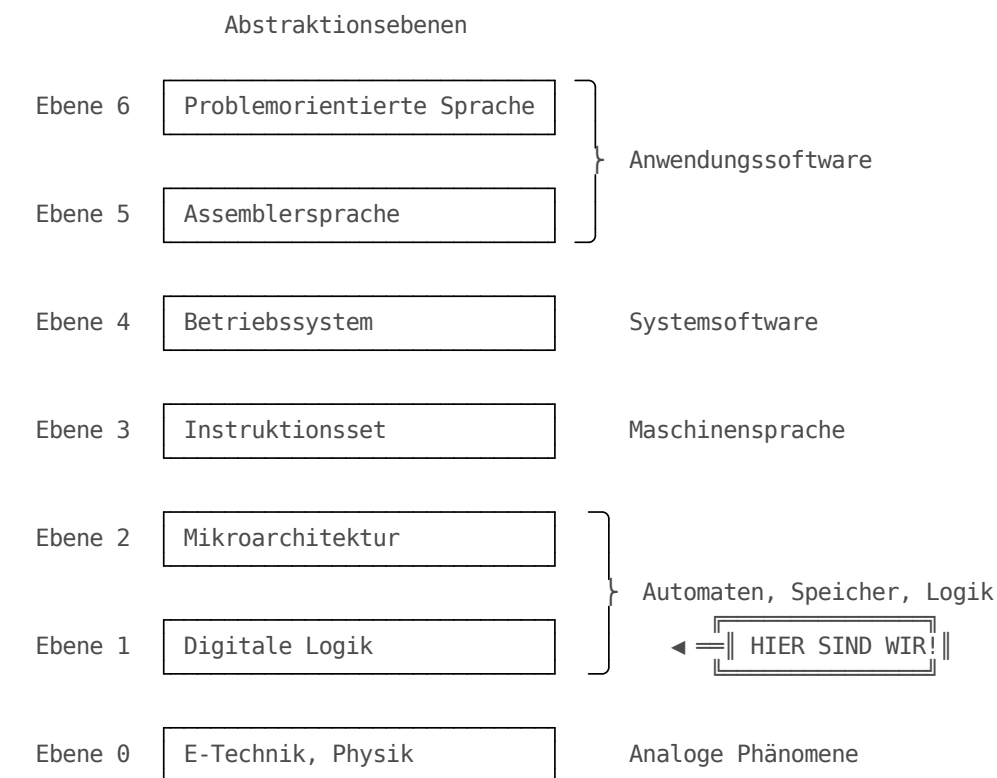 Abstraktionsebenen
Ebene 6 Problemorientierte Sprache
Anwendungssoftware
Ebene 5 Assemblersprache
Ebene 4 Betriebssystem Systemsoftware
Ebene 3 Instruktionsset Maschinensprache
Ebene 2 Mikroarchitektur
Automaten, Speicher, Logik
Ebene 1 Digitale Logik HIER SIND WIR!
Ebene 0 E-Technik, Physik Analoge Phänomene